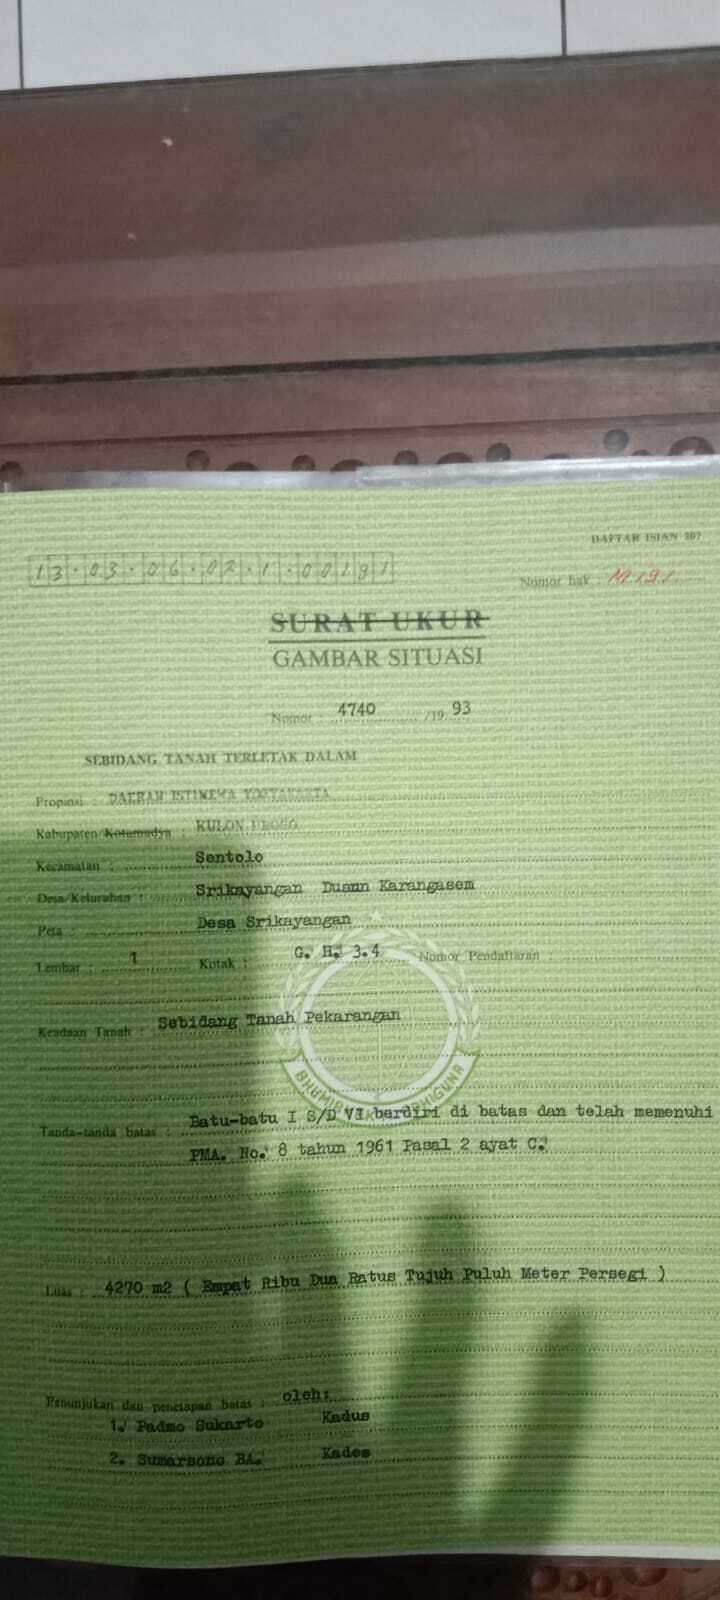 DAFTAR ISIAN 207
13.03.06.02.1.00191
Nomor hak : M 191
SURAT UKUR
GAMBAR SITUASI
Nomor : 4740 /19 93
SEBIDANG TANAH TERLETAK DALAM
Propinsi : DAERAH ISTIMEWA YOGYAKARTA
Kabupaten/Kotamadya : KULON PROGO
Kecamatan : Sentolo
Desa/Kelurahan : Srikayangan Dusun Karangasem
Peta : Desa Srikayangan
Lembar : 1 Kotak : G. H. 3.4 Nomor Pendaftaran :
Keadaan Tanah : Sebidang Tanah Pekarangan
BHUMI
Tanda-tanda batas : Batu-batu I S/D VI berdiri di batas dan telah memenuhi
PMA. No. 8 tahun 1961 Pasal 2 ayat C.
Luas : 4270 m2 ( Empat Ribu Dua Ratus Tujuh Puluh Meter Persegi )
Penunjukan dan penetapan batas : oleh:
1. Padmo Sukarto Kadus
2. Sumarsono BA. Kades